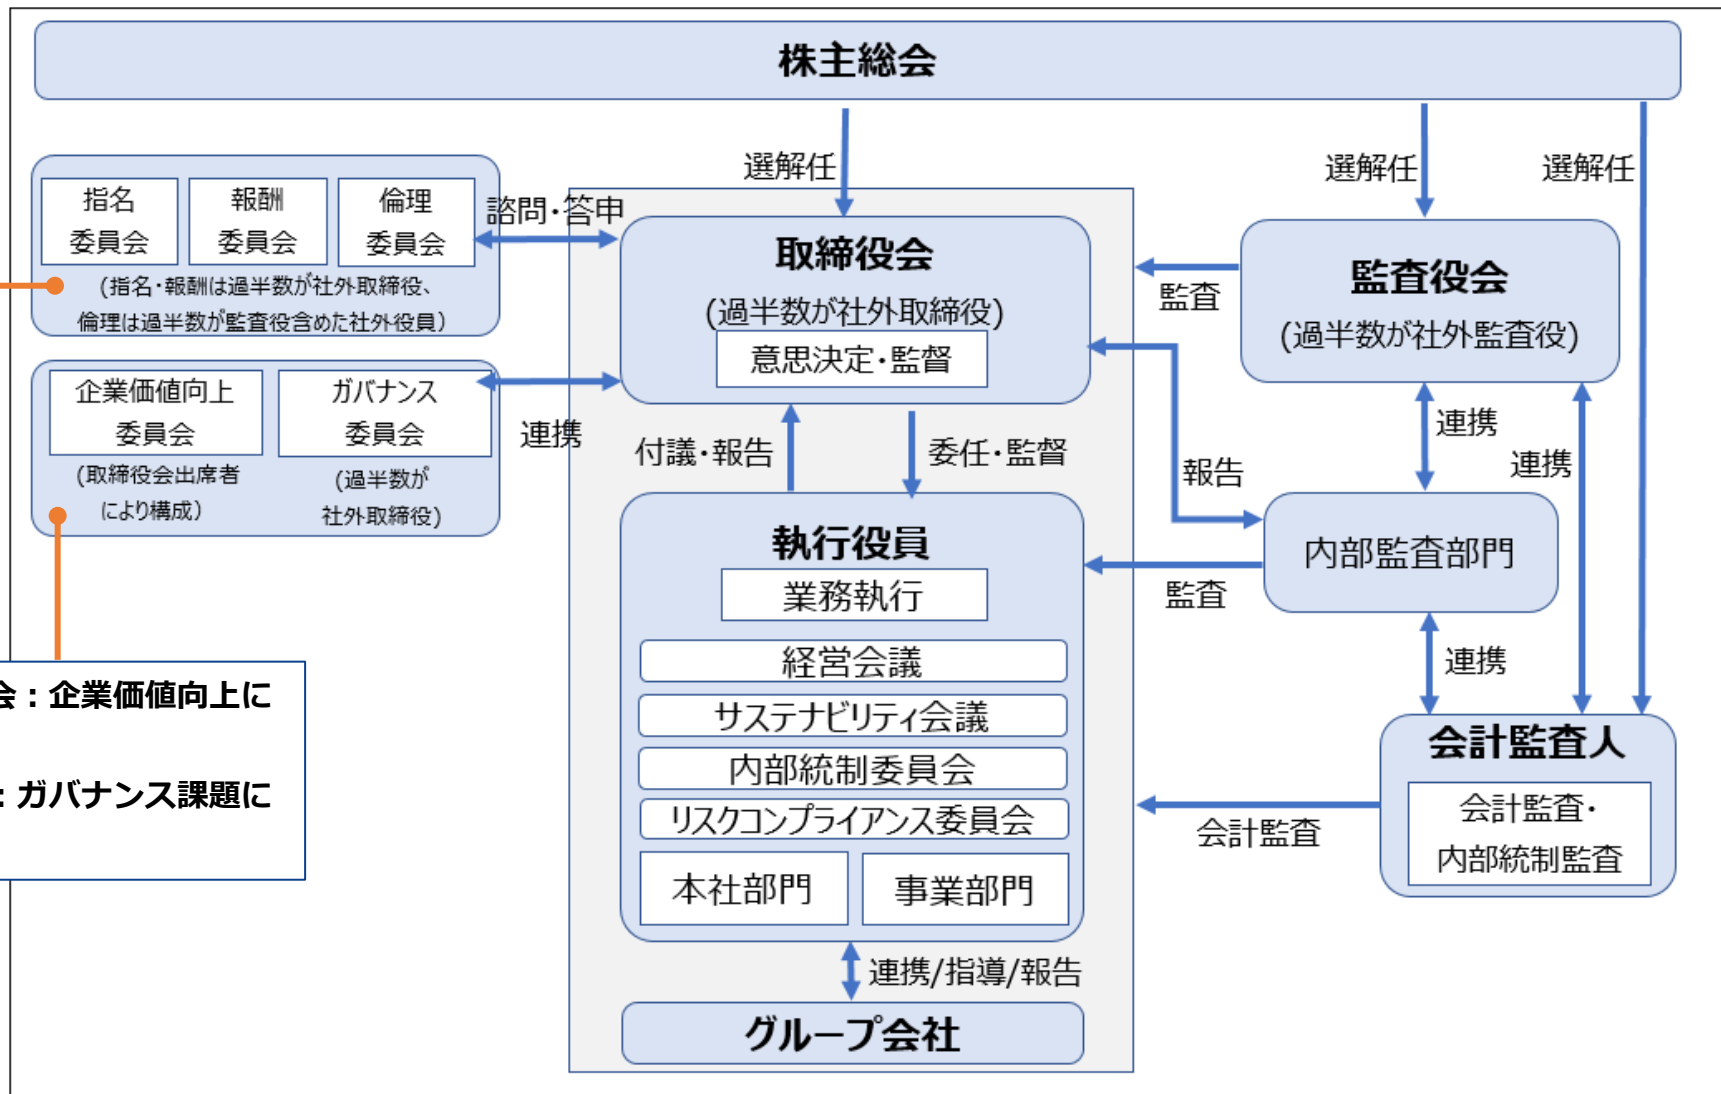 株主総会
選解任
選解任
選解任
指名
委員会
報酬
委員会
倫理
委員会
(指名・報酬は過半数が社外取締役、
倫理は過半数が監査役含めた社外役員)
諮問・答申
取締役会
(過半数が社外取締役)
意思決定・監督
監査
監査役会
(過半数が社外監査役)
企業価値向上
委員会
(取締役会出席者
により構成)
ガバナンス
委員会
(過半数が
社外取締役)
連携
付議・報告
委任・監督
報告
連携
連携
執行役員
業務執行
経営会議
サステナビリティ会議
内部統制委員会
リスクコンプライアンス委員会
本社部門
事業部門
監査
内部監査部門
連携
会：企業価値向上に
：ガバナンス課題に
会計監査
会計監査人
会計監査・
内部統制監査
連携/指導/報告
グループ会社